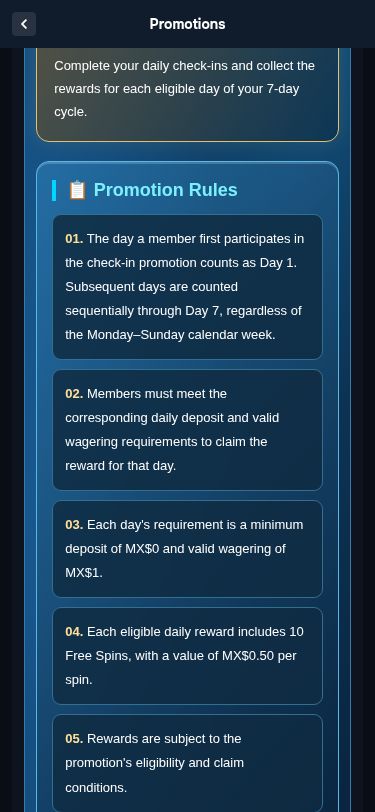 Promotions
Complete your daily check-ins and collect the
rewards for each eligible day of your 7-day
cycle.
📋 Promotion Rules
01. The day a member first participates in
the check-in promotion counts as Day 1.
Subsequent days are counted
sequentially through Day 7, regardless of
the Monday–Sunday calendar week.
02. Members must meet the
corresponding daily deposit and valid
wagering requirements to claim the
reward for that day.
03. Each day's requirement is a minimum
deposit of MX$0 and valid wagering of
MX$1.
04. Each eligible daily reward includes 10
Free Spins, with a value of MX$0.50 per
spin.
05. Rewards are subject to the
promotion's eligibility and claim
conditions.